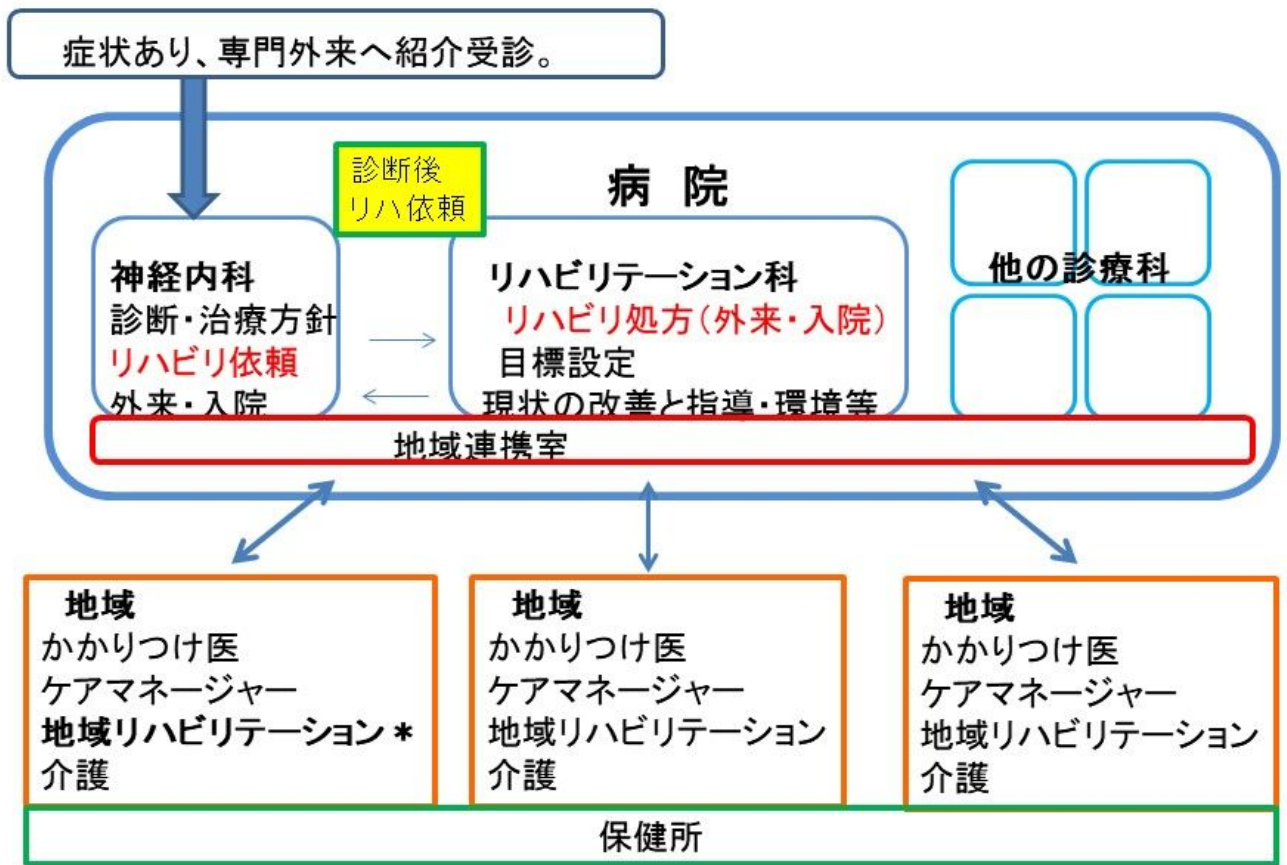 症状あり、専門外来へ紹介受診。
診断後
リハ依頼
病 院
神経内科
診断・治療方針
リハビリ依頼
外来・入院
リハビリテーション科
リハビリ処方(外来・入院)
目標設定
現状の改善と指導・環境等
他の診療科
地域連携室
地域
かかりつけ医
ケアマネージャー
地域リハビリテーション*
介護
地域
かかりつけ医
ケアマネージャー
地域リハビリテーション
介護
地域
かかりつけ医
ケアマネージャー
地域リハビリテーション
介護
保健所